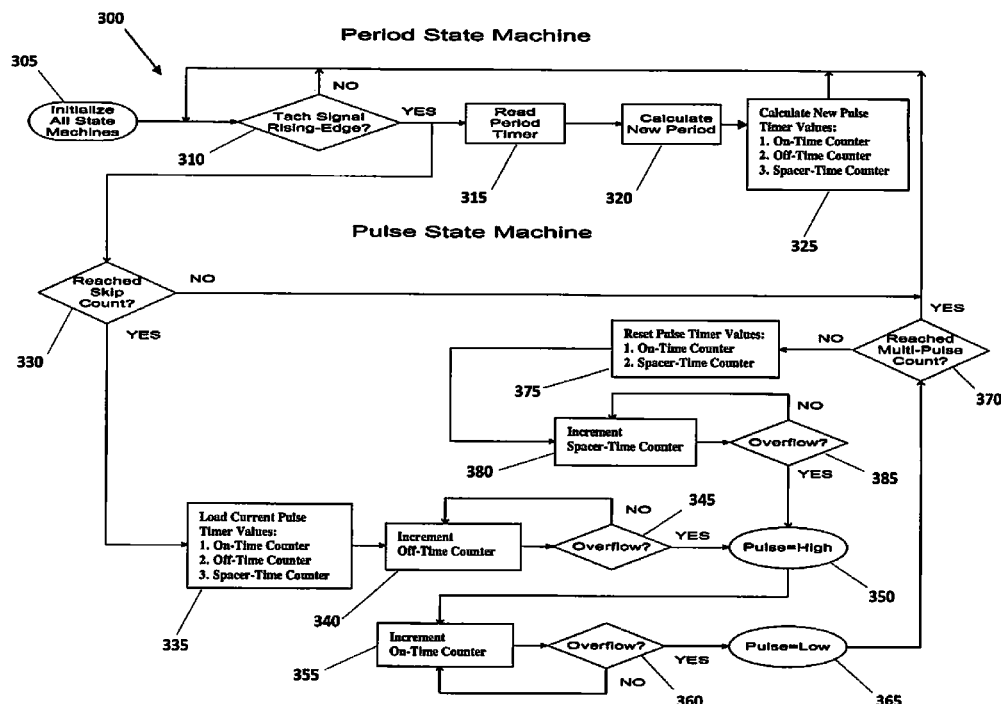 300
Period State Machine
305
Initialize
All State
Machines
NO
Tach Signal
Rising-Edge?
YES
310
Read
Period
Timer
315
Calculate
New Period
320
Calculate New Pulse
Timer Values:
1. On-Time Counter
2. Off-Time Counter
3. Spacer-Time Counter
325
Pulse State Machine
Reached
Skip
Count?
NO
YES
330
YES
Reached
Multi-Pulse
Count?
NO
370
Reset Pulse Timer Values:
1. On-Time Counter
2. Spacer-Time Counter
375
NO
Increment
Spacer-Time Counter
380
Overflow?
385
YES
Load Current Pulse
Timer Values:
1. On-Time Counter
2. Off-Time Counter
3. Spacer-Time Counter
335
NO
345
Increment
Off-Time Counter
340
Overflow?
YES
Pulse=High
350
Increment
On-Time Counter
355
Overflow?
YES
NO
360
Pulse=Low
365